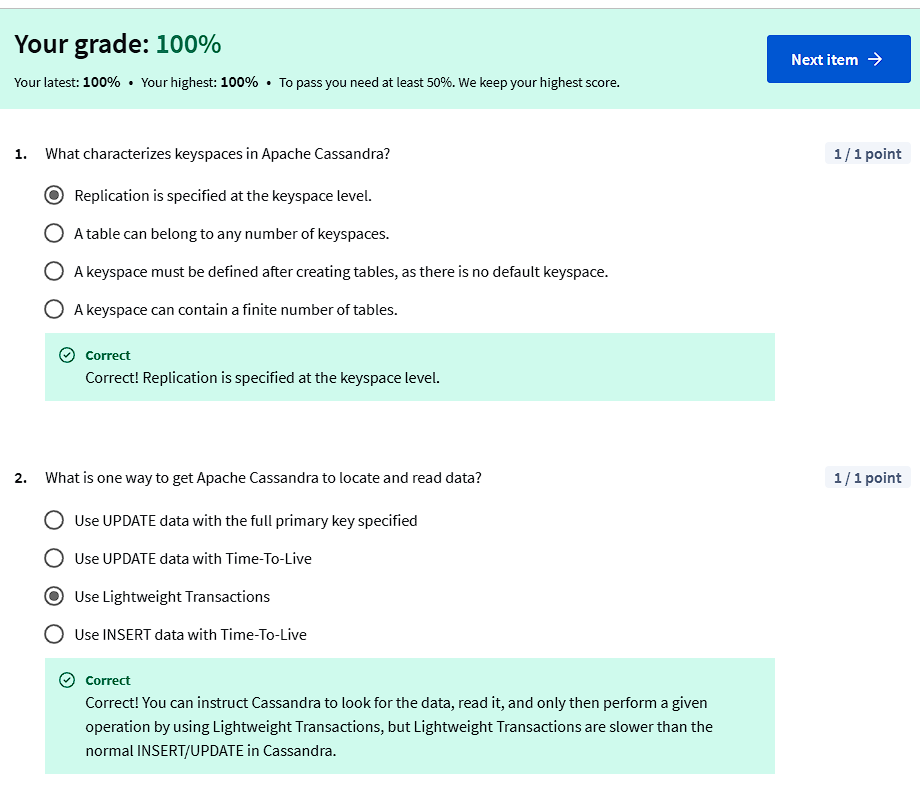 Your grade: 100%
Next item →
Your latest: 100% • Your highest: 100% • To pass you need at least 50%. We keep your highest score.
1. What characterizes keyspaces in Apache Cassandra?
1 / 1 point
Replication is specified at the keyspace level.
A table can belong to any number of keyspaces.
A keyspace must be defined after creating tables, as there is no default keyspace.
A keyspace can contain a finite number of tables.
Correct
Correct! Replication is specified at the keyspace level.
2. What is one way to get Apache Cassandra to locate and read data?
1 / 1 point
Use UPDATE data with the full primary key specified
Use UPDATE data with Time-To-Live
Use Lightweight Transactions
Use INSERT data with Time-To-Live
Correct
Correct! You can instruct Cassandra to look for the data, read it, and only then perform a given
operation by using Lightweight Transactions, but Lightweight Transactions are slower than the
normal INSERT/UPDATE in Cassandra.